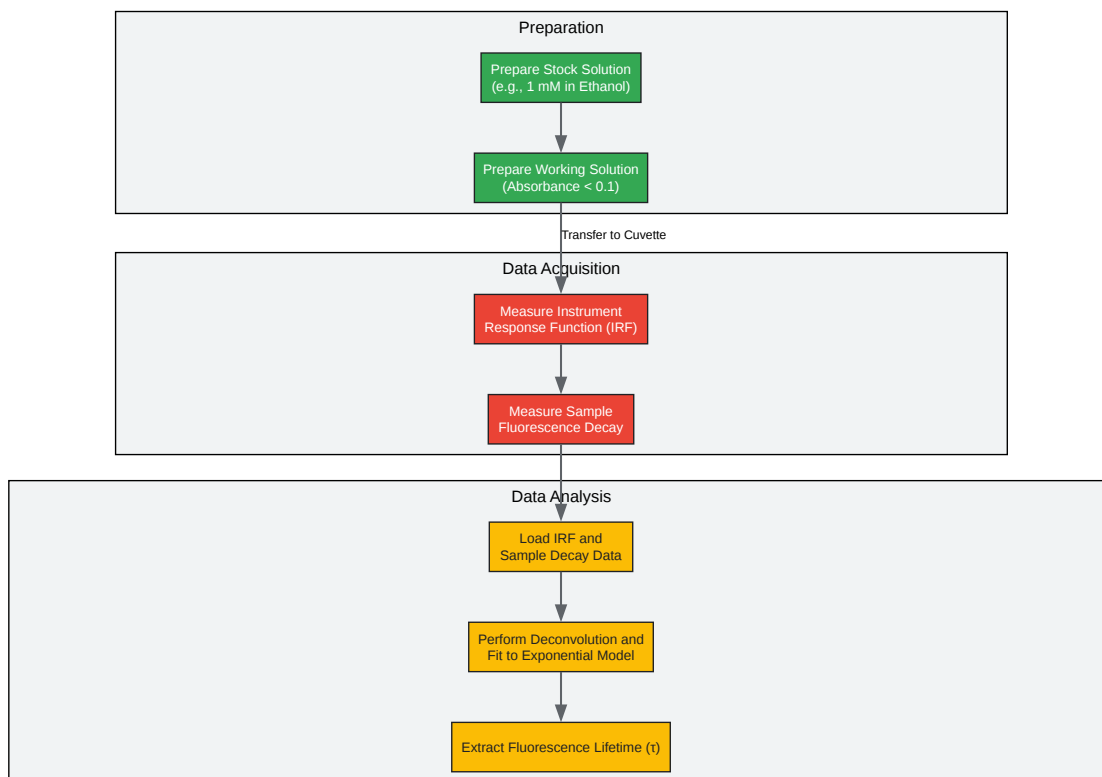 Preparation
Prepare Stock Solution
(e.g., 1 mM in Ethanol)
Prepare Working Solution
(Absorbance < 0.1)
Transfer to Cuvette
Data Acquisition
Measure Instrument
Response Function (IRF)
Measure Sample
Fluorescence Decay
Data Analysis
Load IRF and
Sample Decay Data
Perform Deconvolution and
Fit to Exponential Model
Extract Fluorescence Lifetime (τ)